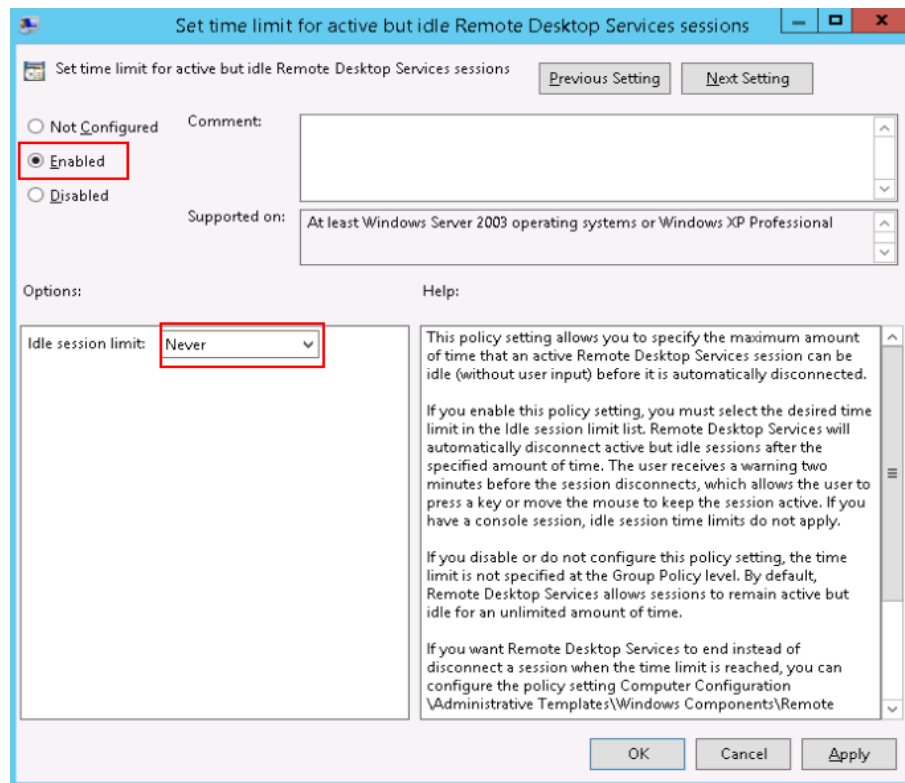 Set time limit for active but idle Remote Desktop Services sessions
Set time limit for active but idle Remote Desktop Services sessions
Previous Setting
Next Setting
Not Configured
Comment:
Enabled
Disabled
Supported on:
At least Windows Server 2003 operating systems or Windows XP Professional
Options:
Help:
Idle session limit:
Never
This policy setting allows you to specify the maximum amount
of time that an active Remote Desktop Services session can be
idle (without user input) before it is automatically disconnected.
If you enable this policy setting, you must select the desired time
limit in the Idle session limit list. Remote Desktop Services will
automatically disconnect active but idle sessions after the
specified amount of time. The user receives a warning two
minutes before the session disconnects, which allows the user to
press a key or move the mouse to keep the session active. If you
have a console session, idle session time limits do not apply.
If you disable or do not configure this policy setting, the time
limit is not specified at the Group Policy level. By default,
Remote Desktop Services allows sessions to remain active but
idle for an unlimited amount of time.
If you want Remote Desktop Services to end instead of
disconnect a session when the time limit is reached, you can
configure the policy setting Computer Configuration
\Administrative Templates\Windows Components\Remote
OK
Cancel
Apply